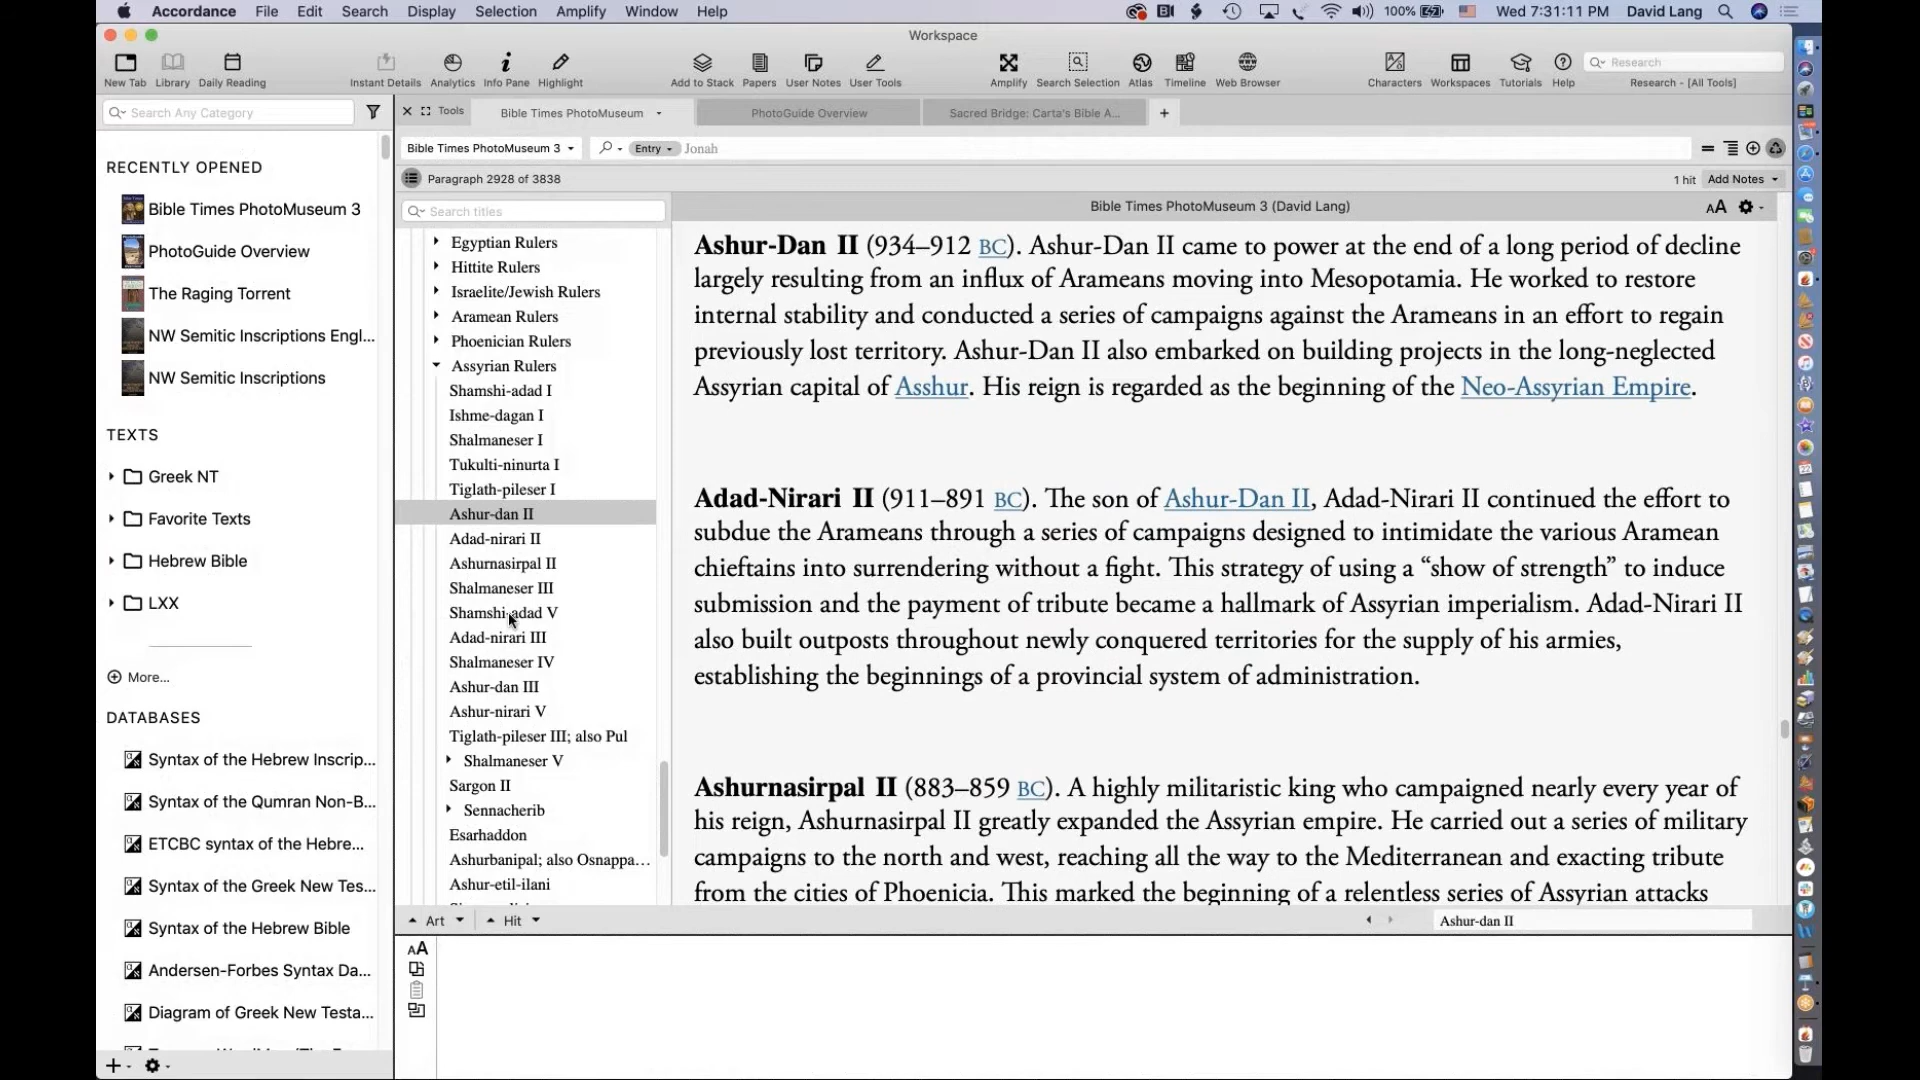 Accordance File Edit Search Display Selection Amplify Window Help
100% Wed 7:31:11 PM David Lang
Workspace
New Tab Library Daily Reading Instant Details Analytics Info Pane Highlight Add to Stack Papers User Notes User Tools Amplify Search Selection Atlas Timeline Web Browser Characters Workspaces Tutorials Help
Research
Research - [All Tools]
Search Any Category
Tools Bible Times PhotoMuseum PhotoGuide Overview Sacred Bridge: Carta's Bible A...
Bible Times PhotoMuseum 3 Entry Jonah
Paragraph 2928 of 3838 1 hit Add Notes
RECENTLY OPENED
Bible Times PhotoMuseum 3
PhotoGuide Overview
The Raging Torrent
NW Semitic Inscriptions Engl...
NW Semitic Inscriptions
TEXTS
Greek NT
Favorite Texts
Hebrew Bible
LXX
More...
DATABASES
Syntax of the Hebrew Inscrip...
Syntax of the Qumran Non-B...
ETCBC syntax of the Hebre...
Syntax of the Greek New Tes...
Syntax of the Hebrew Bible
Andersen-Forbes Syntax Da...
Diagram of Greek New Testa...
Search titles
Egyptian Rulers
Hittite Rulers
Israelite/Jewish Rulers
Aramean Rulers
Phoenician Rulers
Assyrian Rulers
Shamshi-adad I
Ishme-dagan I
Shalmaneser I
Tukulti-ninurta I
Tiglath-pileser I
Ashur-dan II
Adad-nirari II
Ashurnasirpal II
Shalmaneser III
Shamshi-adad V
Adad-nirari III
Shalmaneser IV
Ashur-dan III
Ashur-nirari V
Tiglath-pileser III; also Pul
Shalmaneser V
Sargon II
Sennacherib
Esarhaddon
Ashurbanipal; also Osnappa...
Ashur-etil-ilani
Bible Times PhotoMuseum 3 (David Lang)
AA
Ashur-Dan II (934–912 BC). Ashur-Dan II came to power at the end of a long period of decline
largely resulting from an influx of Arameans moving into Mesopotamia. He worked to restore
internal stability and conducted a series of campaigns against the Arameans in an effort to regain
previously lost territory. Ashur-Dan II also embarked on building projects in the long-neglected
Assyrian capital of Asshur. His reign is regarded as the beginning of the Neo-Assyrian Empire.
Adad-Nirari II (911–891 BC). The son of Ashur-Dan II, Adad-Nirari II continued the effort to
subdue the Arameans through a series of campaigns designed to intimidate the various Aramean
chieftains into surrendering without a fight. This strategy of using a “show of strength” to induce
submission and the payment of tribute became a hallmark of Assyrian imperialism. Adad-Nirari II
also built outposts throughout newly conquered territories for the supply of his armies,
establishing the beginnings of a provincial system of administration.
Ashurnasirpal II (883–859 BC). A highly militaristic king who campaigned nearly every year of
his reign, Ashurnasirpal II greatly expanded the Assyrian empire. He carried out a series of military
campaigns to the north and west, reaching all the way to the Mediterranean and exacting tribute
from the cities of Phoenicia. This marked the beginning of a relentless series of Assyrian attacks
Art Hit Ashur-dan II
AA